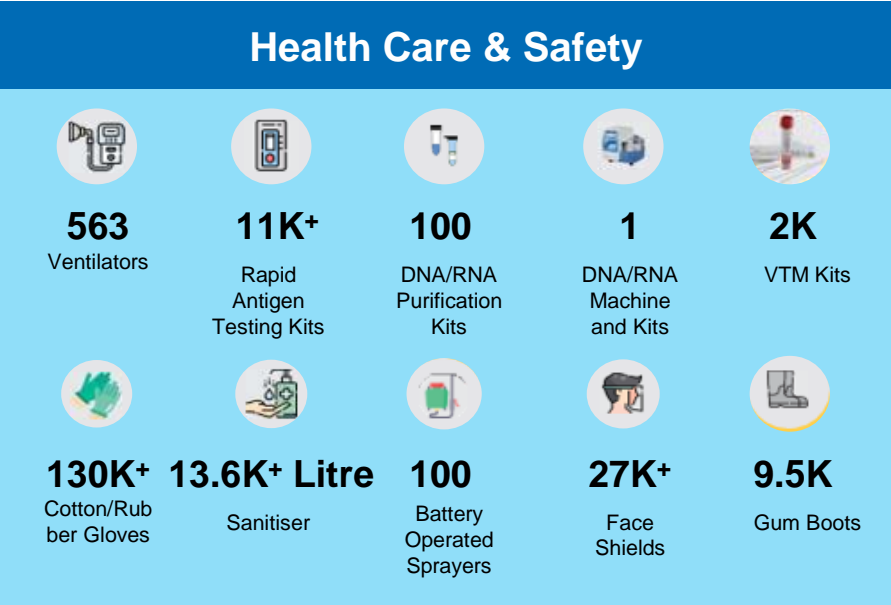 Health Care & Safety
563
Ventilators
11K+
Rapid
Antigen
Testing Kits
100
DNA/RNA
Purification
Kits
1
DNA/RNA
Machine
and Kits
2K
VTM Kits
130K+
Cotton/Rub
ber Gloves
13.6K+ Litre
Sanitiser
100
Battery
Operated
Sprayers
27K+
Face
Shields
9.5K
Gum Boots